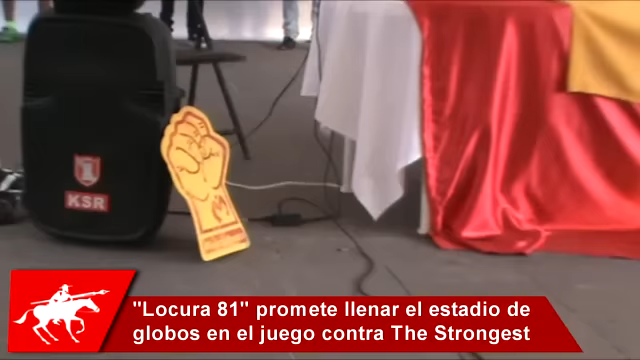 KSR
"Locura 81" promete llenar el estadio de
globos en el juego contra The Strongest